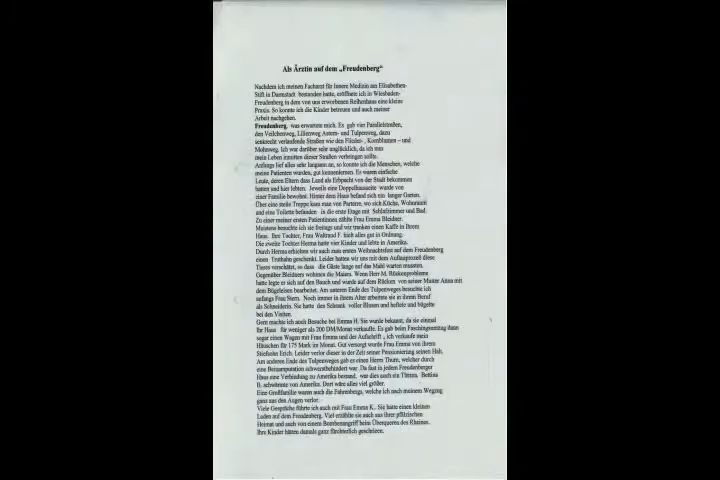 Als Ärztin auf dem „Freudenberg“
Nachdem ich meinen Facharzt für Innere Medizin am Elisabethen-
Stift in Darmstadt bestanden hatte, eröffnete ich in Wiesbaden-
Freudenberg in dem von uns erworbenen Reihenhaus eine kleine
Praxis. So konnte ich die Kinder betreuen und auch meiner
Arbeit nachgehen.
Freudenberg, was erwartete mich. Es gab vier Parallelstraßen,
den Veilchenweg, Lilienweg Astern- und Tulpenweg, dazu
senkrecht verlaufende Straßen wie den Flieder-, Kornblumen – und
Mohnweg. Ich war darüber sehr unglücklich, da ich nun
mein Leben inmitten dieser Straßen verbringen sollte.
Anfangs lief alles sehr langsam an, so konnte ich die Menschen, welche
meine Patienten wurden, gut kennenlernen. Es waren einfache
Leute, deren Eltern dass Land als Erbpacht von der Stadt bekommen
hatten und hier lebten. Jeweils eine Doppelhausseite wurde von
einer Familie bewohnt. Hinter dem Haus befand sich ein langer Garten.
Über eine steile Treppe kam man von Parterre, wo sich Küche, Wohnraum
und eine Toilette befanden in die erste Etage mit Schlafzimmer und Bad.
Zu einer meiner ersten Patientinnen zählte Frau Emma Bleidner.
Meistens besuchte ich sie freitags und wir tranken einen Kaffe in Ihrem
Haus. Ihre Tochter, Frau Waltraud F. hielt alles gut in Ordnung.
Die zweite Tochter Herma hatte vier Kinder und lebte in Amerika.
Durch Herma erhielten wir auch zum ersten Weihnachtsfest auf dem Freudenberg
einen Truthahn geschenkt. Leider hatten wir uns mit dem Auftauprozeß diese
Tieres verschätzt, so dass die Gäste lange auf das Mahl warten mussten.
Gegenüber Bleidners wohnten die Maiers. Wenn Herr M. Rückenprobleme
hatte legte er sich auf den Bauch und wurde auf dem Rücken von seiner Mutter Anna mit
dem Bügeleisen bearbeitet. Am unteren Ende des Tulpenweges besuchte ich
anfangs Frau Stern. Noch immer in ihrem Alter arbeitete sie in ihrem Beruf
als Schneiderin. Sie hatte den Schrank voller Blusen und heftete und bügelte
bei den Visiten
Gern machte ich auch Besuche bei Emma H. Sie wurde bekannt, da sie einmal
Ihr Haus für weniger als 200 DM/Monat verkaufte. Es gab beim Faschingsumzug dann
sogar einen Wagen mit Frau Emma und der Aufschrift „ ich verkaufe mein
Häuschen für 175 Mark im Monat. Gut versorgt wurde Frau Emma von ihrem
Stiefsohn Erich. Leider verlor dieser in der Zeit seiner Pensionierung seinen Halt.
Am anderen Ende des Tulpenweges gab es einen Herrn Thum, welcher durch
eine Beinamputation schwerstbehindert war. Da fast in jedem Freudenberger
Haus eine Verbindung zu Amerika bestand, war dies auch ein Thema. Bettina
B. schwärmte von Amerika. Dort wäre alles viel größer.
Eine Großfamilie waren auch die Fahrenbergs, welche ich nach meinem Wegzug
ganz aus den Augen verlor.
Viele Gespräche führte ich auch mit Frau Emma K.. Sie hatte einen kleinen
Laden auf dem Freudenberg. Viel erzählte sie auch aus ihrer pfälzischen
Heimat und auch von einem Bombenangriff beim Überqueren des Rheines.
Ihre Kinder hätten damals ganz fürchterlich geschrieen.